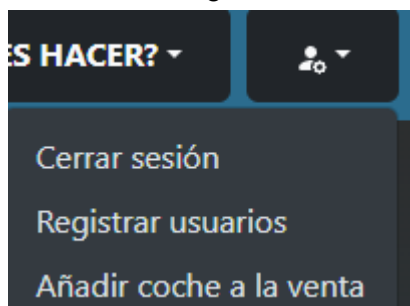 ES HACER?
Cerrar sesión
Registrar usuarios
Añadir coche a la venta